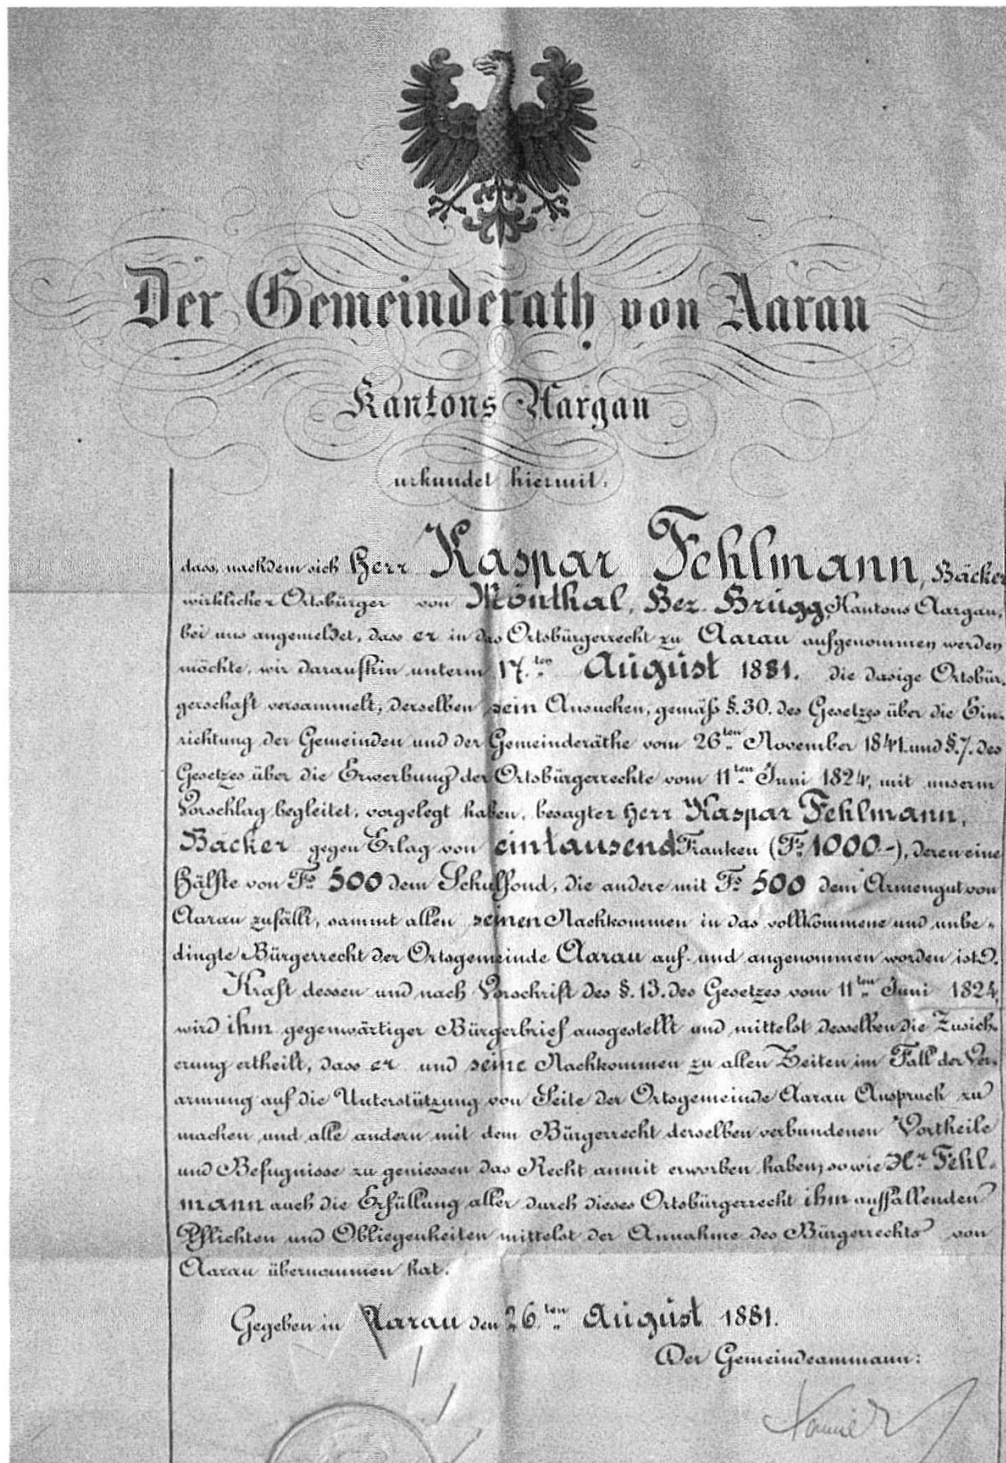 Der Gemeinderath von Aarau
Kantons Aargau
urkundet hiermit,
dass, nachdem sich Herr Kaspar Fehlmann, Bäcker
wirklicher Ortsbürger von Mönthal, Bez. Brugg, Kantons Aargau,
bei uns angemeldet, dass er in das Ortsbürgerrecht zu Aarau aufgenommen werden
möchte, wir daraufhin unterm 17.ten August 1881. die dasige Ortsbür-
gerschaft versammelt, derselben sein Ansuchen, gemäß §.30. des Gesetzes über die Ein-
richtung der Gemeinden und der Gemeinderäthe vom 26ten November 1841. und §.7. des
Gesetzes über die Erwerbung der Ortsbürgerrechte vom 11ten Juni 1824, mit unserm
Vorschlag begleitet, vorgelegt haben, besagter Herr Kaspar Fehlmann,
Bäcker gegen Erlag von eintausend Franken (Fs. 1000-), deren eine
Hälfte von Fs. 500 dem Schulfond, die andere mit Fs. 500 dem Armengut von
Aarau zufällt, sammt allen seinen Nachkommen in das vollkommene und unbe-
dingte Bürgerrecht der Ortsgemeinde Aarau auf- und angenommen worden ist.
Kraft dessen und nach Vorschrift des §.13. des Gesetzes vom 11ten Juni 1824
wird ihm gegenwärtiger Bürgerbrief ausgestellt und mittelst desselben die Zusich-
erung ertheilt, dass er und seine Nachkommen zu allen Zeiten im Fall der Ver-
armung auf die Unterstützung von Seite der Ortsgemeinde Aarau Anspruch zu
machen und alle andern mit dem Bürgerrecht derselben verbundenen Vortheile
und Befugnisse zu geniessen das Recht anmit erworben haben; sowie Hr. Fehl-
mann auch die Erfüllung aller durch dieses Ortsbürgerrecht ihm auffallenden
Pflichten und Obliegenheiten mittelst der Annahme des Bürgerrechts von
Aarau übernommen hat.
Gegeben in Aarau den 26.ten August 1881.
Der Gemeindeammann: